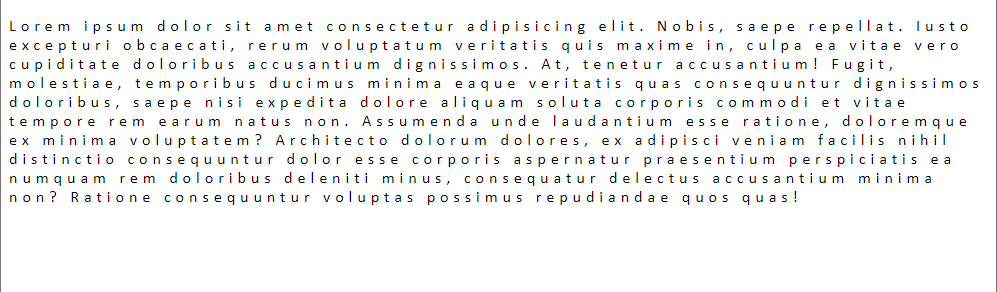 Lorem ipsum dolor sit amet consectetur adipisicing elit. Nobis, saepe repellat. Iusto
excepturi obcaecati, rerum voluptatum veritatis quis maxime in, culpa ea vitae vero
cupiditate doloribus accusantium dignissimos. At, tenetur accusantium! Fugit,
molestiae, temporibus ducimus minima eaque veritatis quas consequuntur dignissimos
doloribus, saepe nisi expedita dolore aliquam soluta corporis commodi et vitae
tempore rem earum natus non. Assumenda unde laudantium esse ratione, doloremque
ex minima voluptatem? Architecto dolorum dolores, ex adipisci veniam facilis nihil
distinctio consequuntur dolor esse corporis aspernatur praesentium perspiciatis ea
numquam rem doloribus deleniti minus, consequatur delectus accusantium minima
non? Ratione consequuntur voluptas possimus repudiandae quos quas!